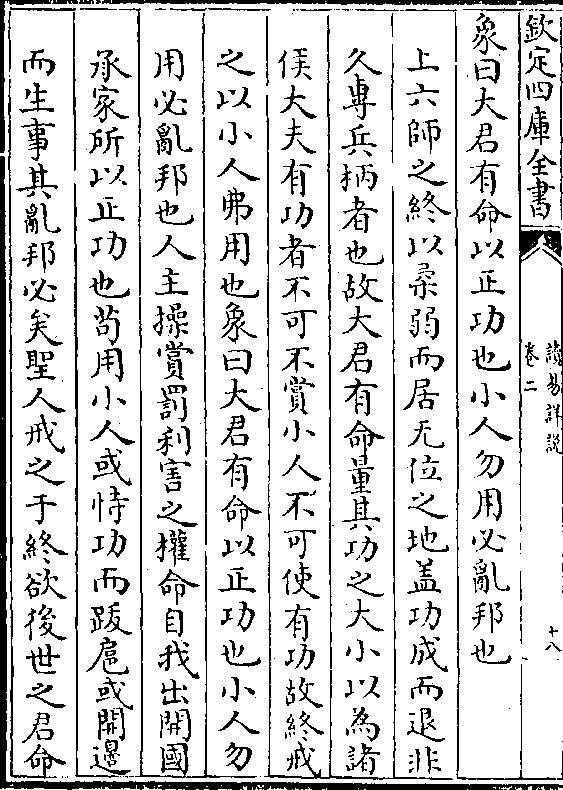 欽定四庫全書
讀易詳說
卷二
十八
象曰大君有命以正功也小人勿用必亂邦也
上六師之終以柔弱而居无位之地蓋功成而退非
久專兵柄者也故大君有命量其功之大小以為諸
侯大夫有功者不可不賞小人不可使有功故終戒
之以小人弗用也象曰大君有命以正功也小人勿
用必亂邦也人主操賞罰利害之權命自我出開國
承家所以正功也苟用小人或恃功而跋扈或開邊
而生事其亂邦必矣聖人戒之于終欲後世之君命